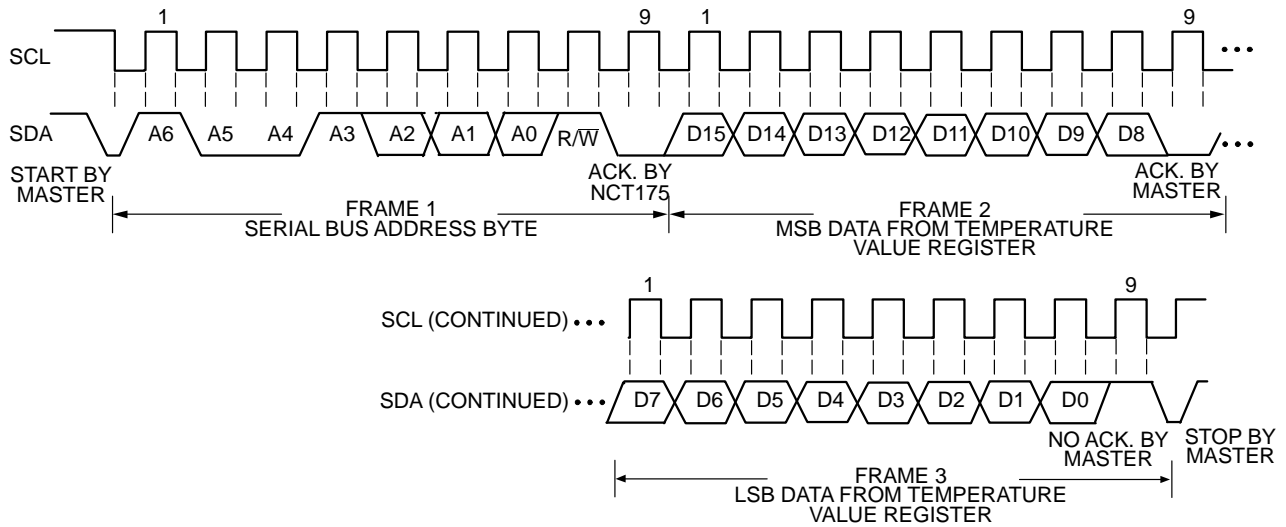 1 9 1 9
SCL
SDA A6 A5 A4 A3 A2 A1 A0 R/W̅ D15 D14 D13 D12 D11 D10 D9 D8
START BY
MASTER
ACK. BY
NCT175
ACK. BY
MASTER
FRAME 1
SERIAL BUS ADDRESS BYTE
FRAME 2
MSB DATA FROM TEMPERATURE
VALUE REGISTER
1 9
SCL (CONTINUED)
SDA (CONTINUED) D7 D6 D5 D4 D3 D2 D1 D0
NO ACK. BY
MASTER
STOP BY
MASTER
FRAME 3
LSB DATA FROM TEMPERATURE
VALUE REGISTER